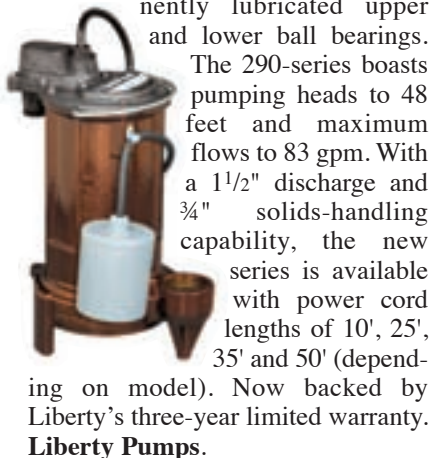 nently lubricated upper
and lower ball bearings.
The 290-series boasts
pumping heads to 48
feet and maximum
flows to 83 gpm. With
a 1 1/2" discharge and
3/4" solids-handling
capability, the new
series is available
with power cord
lengths of 10', 25',
35' and 50' (depend-
ing on model). Now backed by
Liberty's three-year limited warranty.
Liberty Pumps.